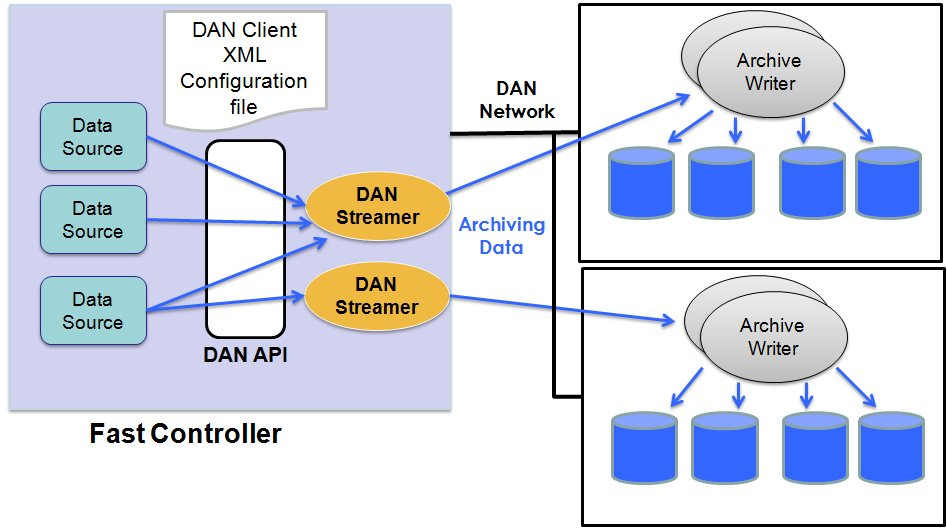 DAN Client
XML
Configuration
file
Data
Source
Data
Source
Data
Source
DAN API
DAN
Streamer
DAN
Streamer
Fast Controller
DAN
Network
Archiving
Data
Archive
Writer
Archive
Writer